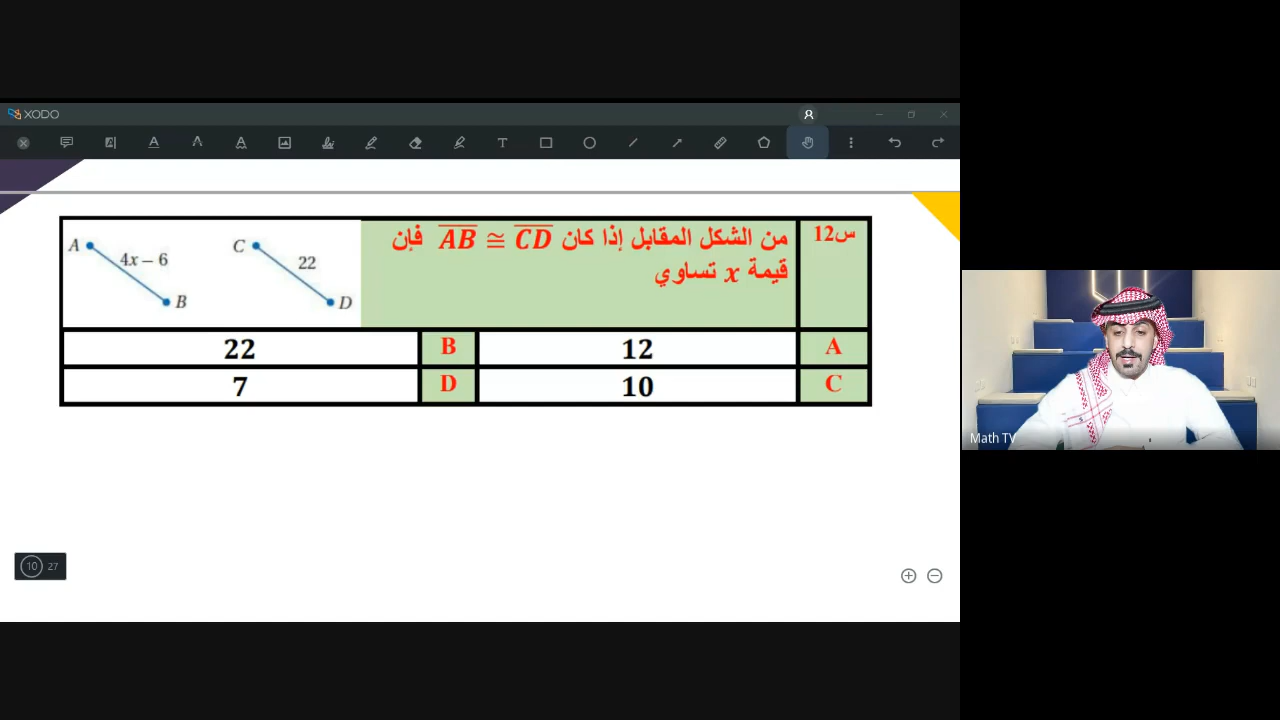 XODO
س12
من الشكل المقابل إذا كان AB ≅ CD فإن
قيمة x تساوي
A
4x – 6
B
C
22
D
A
12
B
22
C
10
D
7
Math TV
10 27